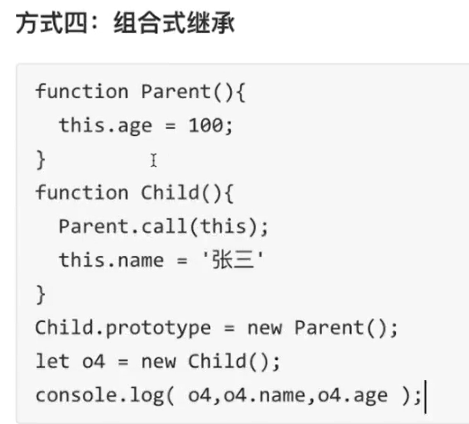 方式四：组合式继承
function Parent(){
  this.age = 100;
}
function Child(){
  Parent.call(this);
  this.name = '张三'
}
Child.prototype = new Parent();
let o4 = new Child();
console.log( o4,o4.name,o4.age );